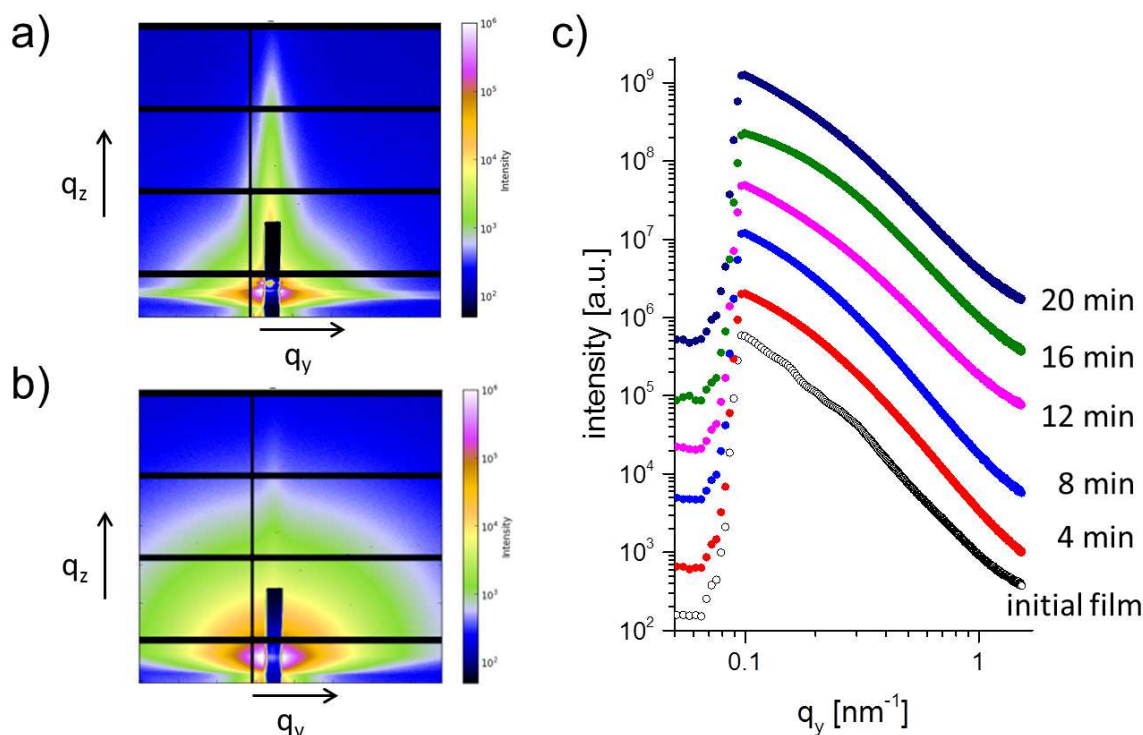 a)
10⁶
10⁵
10⁴
10³
10²
Intensity
q_z
q_y
b)
10⁶
10⁵
10⁴
10³
10²
Intensity
q_z
q_y
c)
10⁹
10⁸
10⁷
10⁶
10⁵
10⁴
10³
10²
intensity [a.u.]
20 min
16 min
12 min
8 min
4 min
initial film
0.1
1
q_y [nm⁻¹]